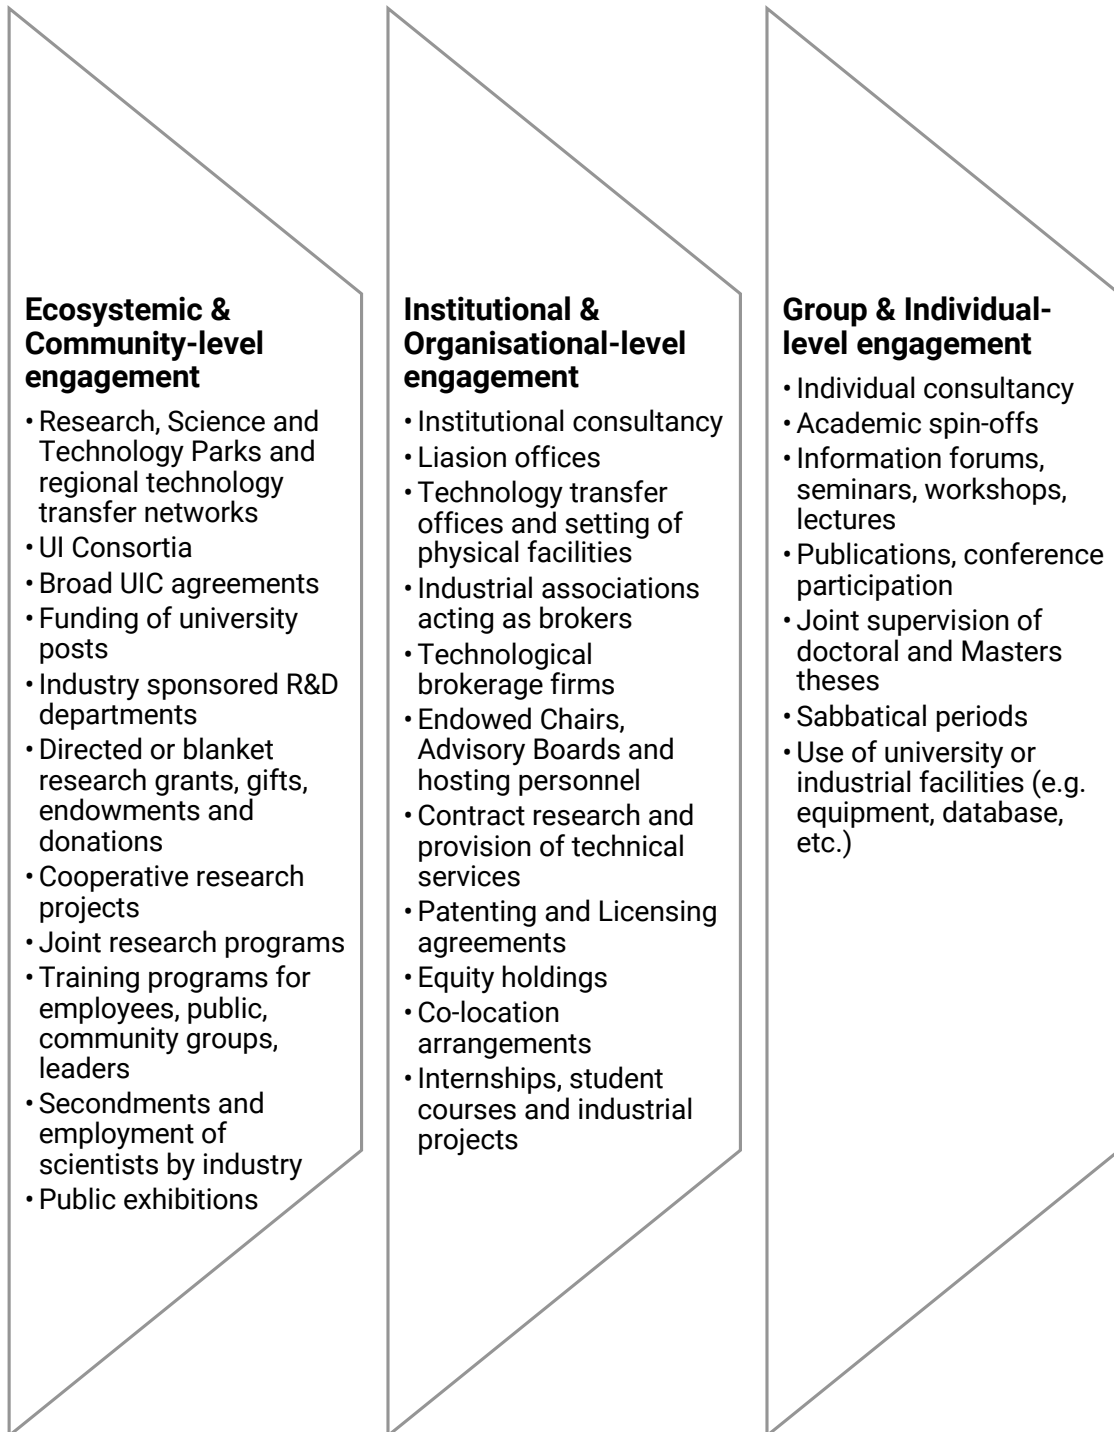 Ecosystemic &
Community-level
engagement
• Research, Science and
Technology Parks and
regional technology
transfer networks
• UI Consortia
• Broad UIC agreements
• Funding of university
posts
• Industry sponsored R&D
departments
• Directed or blanket
research grants, gifts,
endowments and
donations
• Cooperative research
projects
• Joint research programs
• Training programs for
employees, public,
community groups,
leaders
• Secondments and
employment of
scientists by industry
• Public exhibitions
Institutional &
Organisational-level
engagement
• Institutional consultancy
• Liasion offices
• Technology transfer
offices and setting of
physical facilities
• Industrial associations
acting as brokers
• Technological
brokerage firms
• Endowed Chairs,
Advisory Boards and
hosting personnel
• Contract research and
provision of technical
services
• Patenting and Licensing
agreements
• Equity holdings
• Co-location
arrangements
• Internships, student
courses and industrial
projects
Group & Individual-
level engagement
• Individual consultancy
• Academic spin-offs
• Information forums,
seminars, workshops,
lectures
• Publications, conference
participation
• Joint supervision of
doctoral and Masters
theses
• Sabbatical periods
• Use of university or
industrial facilities (e.g.
equipment, database,
etc.)